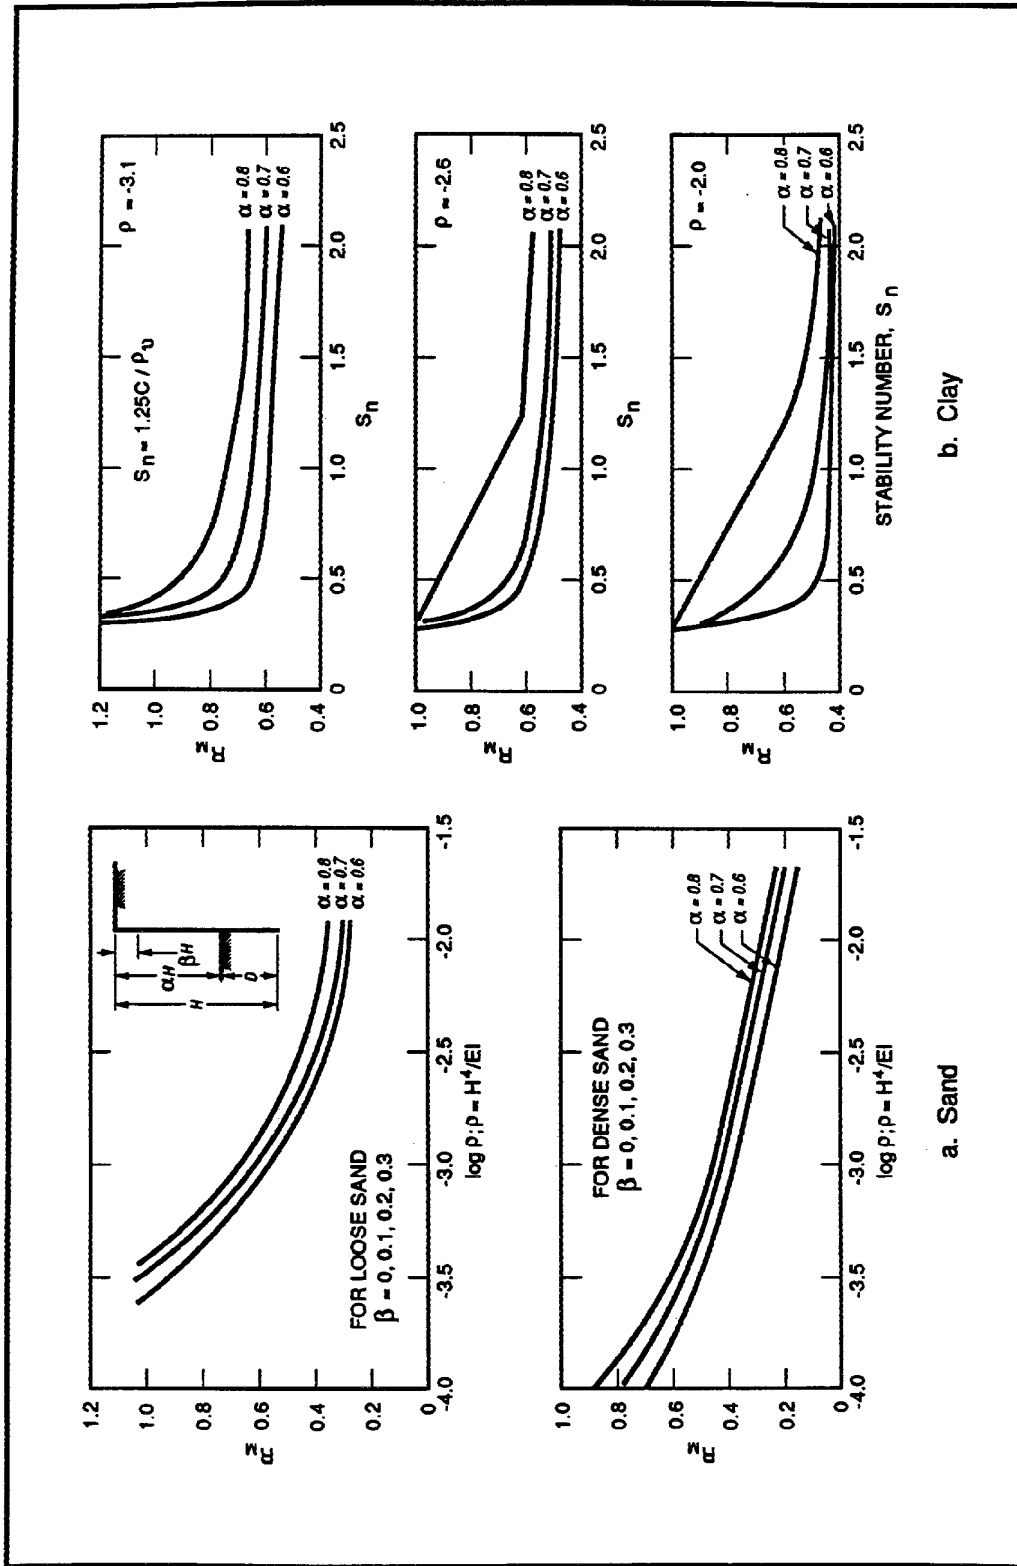 1.2
1.0
0.8
0.6
0.4
0.2
0
R_M
-4.0
-3.5
-3.0
-2.5
-2.0
-1.5
log ρ;ρ = H⁴/EI
FOR LOOSE SAND
β = 0, 0.1, 0.2, 0.3
α = 0.8
α = 0.7
α = 0.6
H
αH
βH
D
1.0
0.8
0.6
0.4
0.2
R_M
-4.0
-3.5
-3.0
-2.5
-2.0
-1.5
log ρ;ρ = H⁴/EI
FOR DENSE SAND
β = 0, 0.1, 0.2, 0.3
α = 0.8
α = 0.7
α = 0.6
a. Sand
1.2
1.0
0.8
0.6
0.4
R_M
0
0.5
1.0
1.5
2.0
2.5
S_n
S_n = 1.25C / P_υ
ρ = -3.1
α = 0.8
α = 0.7
α = 0.6
1.0
0.8
0.6
0.4
R_M
0
0.5
1.0
1.5
2.0
2.5
S_n
ρ = -2.6
α = 0.8
α = 0.7
α = 0.6
1.0
0.8
0.6
0.4
R_M
0
0.5
1.0
1.5
2.0
2.5
STABILITY NUMBER, S_n
ρ = -2.0
α = 0.8
α = 0.7
α = 0.6
b. Clay